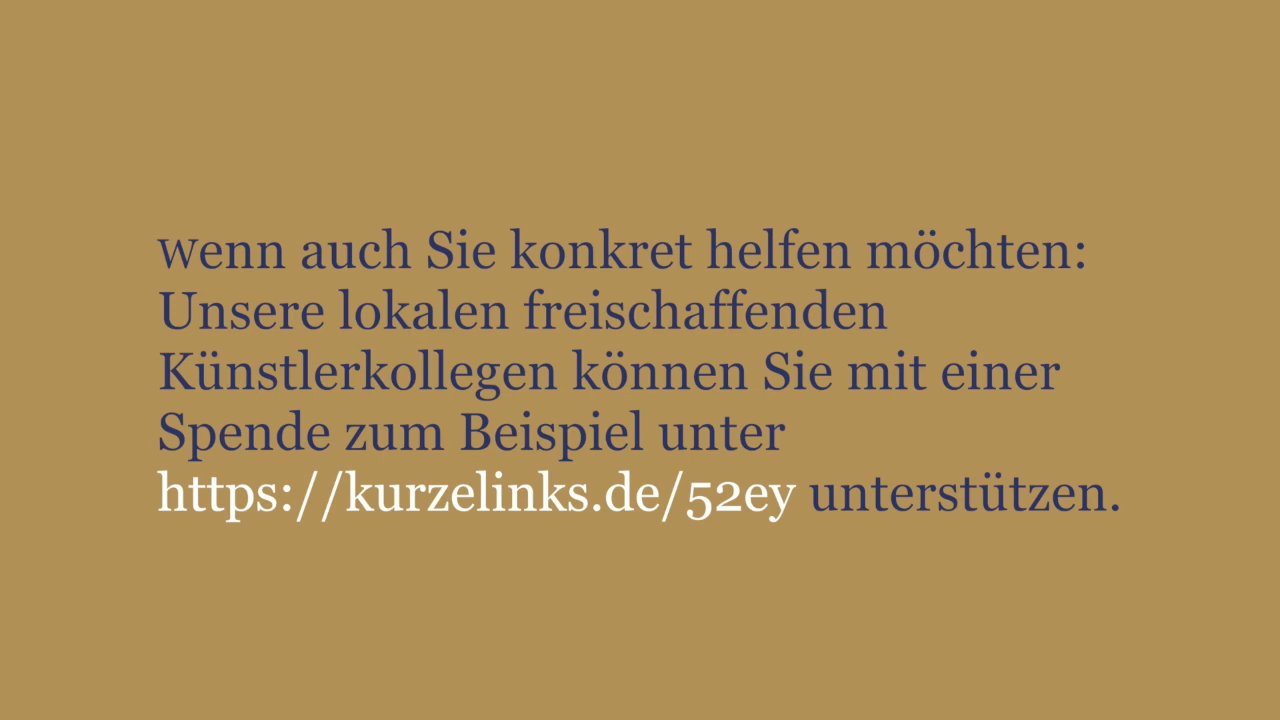 Wenn auch Sie konkret helfen möchten:
Unsere lokalen freischaffenden
Künstlerkollegen können Sie mit einer
Spende zum Beispiel unter
https://kurzelinks.de/52ey unterstützen.